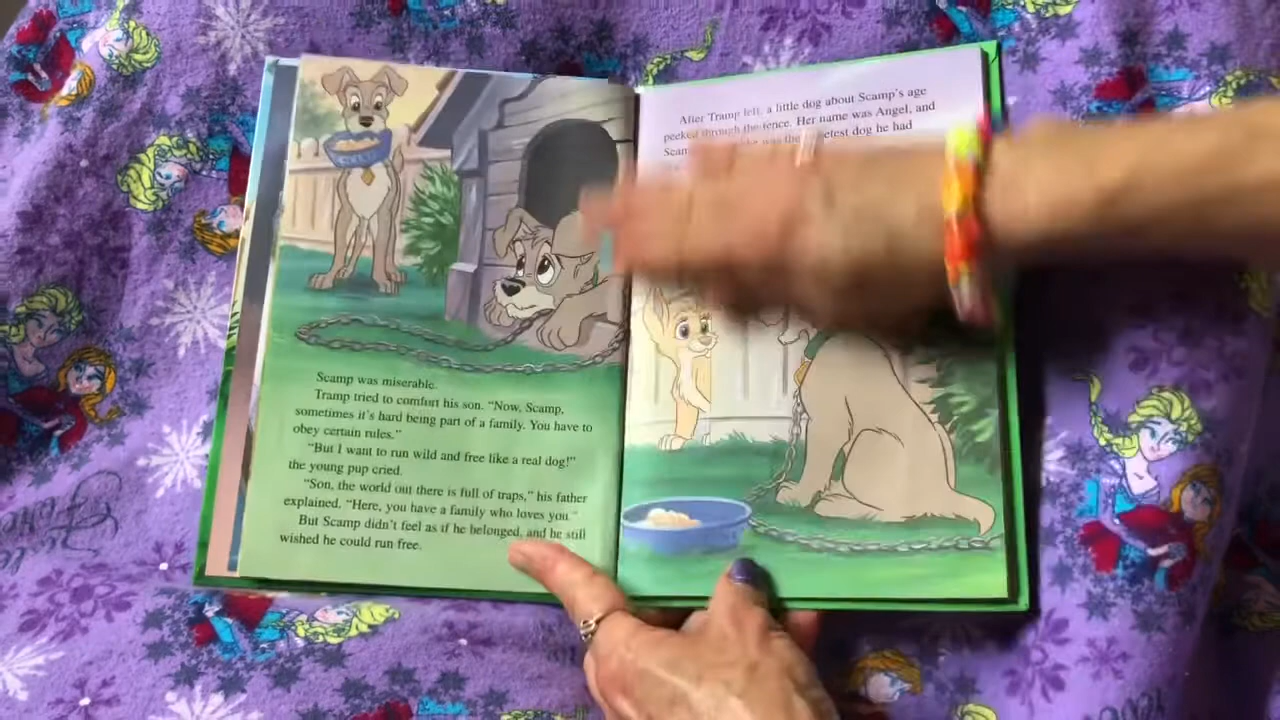 Scamp was miserable.
Tramp tried to comfort his son. “Now, Scamp,
sometimes it’s hard being part of a family. You have to
obey certain rules.”
“But I want to run wild and free like a real dog!”
the young pup cried.
“Son, the world out there is full of traps,” his father
explained. “Here, you have a family who loves you.”
But Scamp didn’t feel as if he belonged, and he still
wished he could run free.
After Tramp left, a little dog about Scamp’s age
peeked through the fence. Her name was Angel, and
was the dog he had